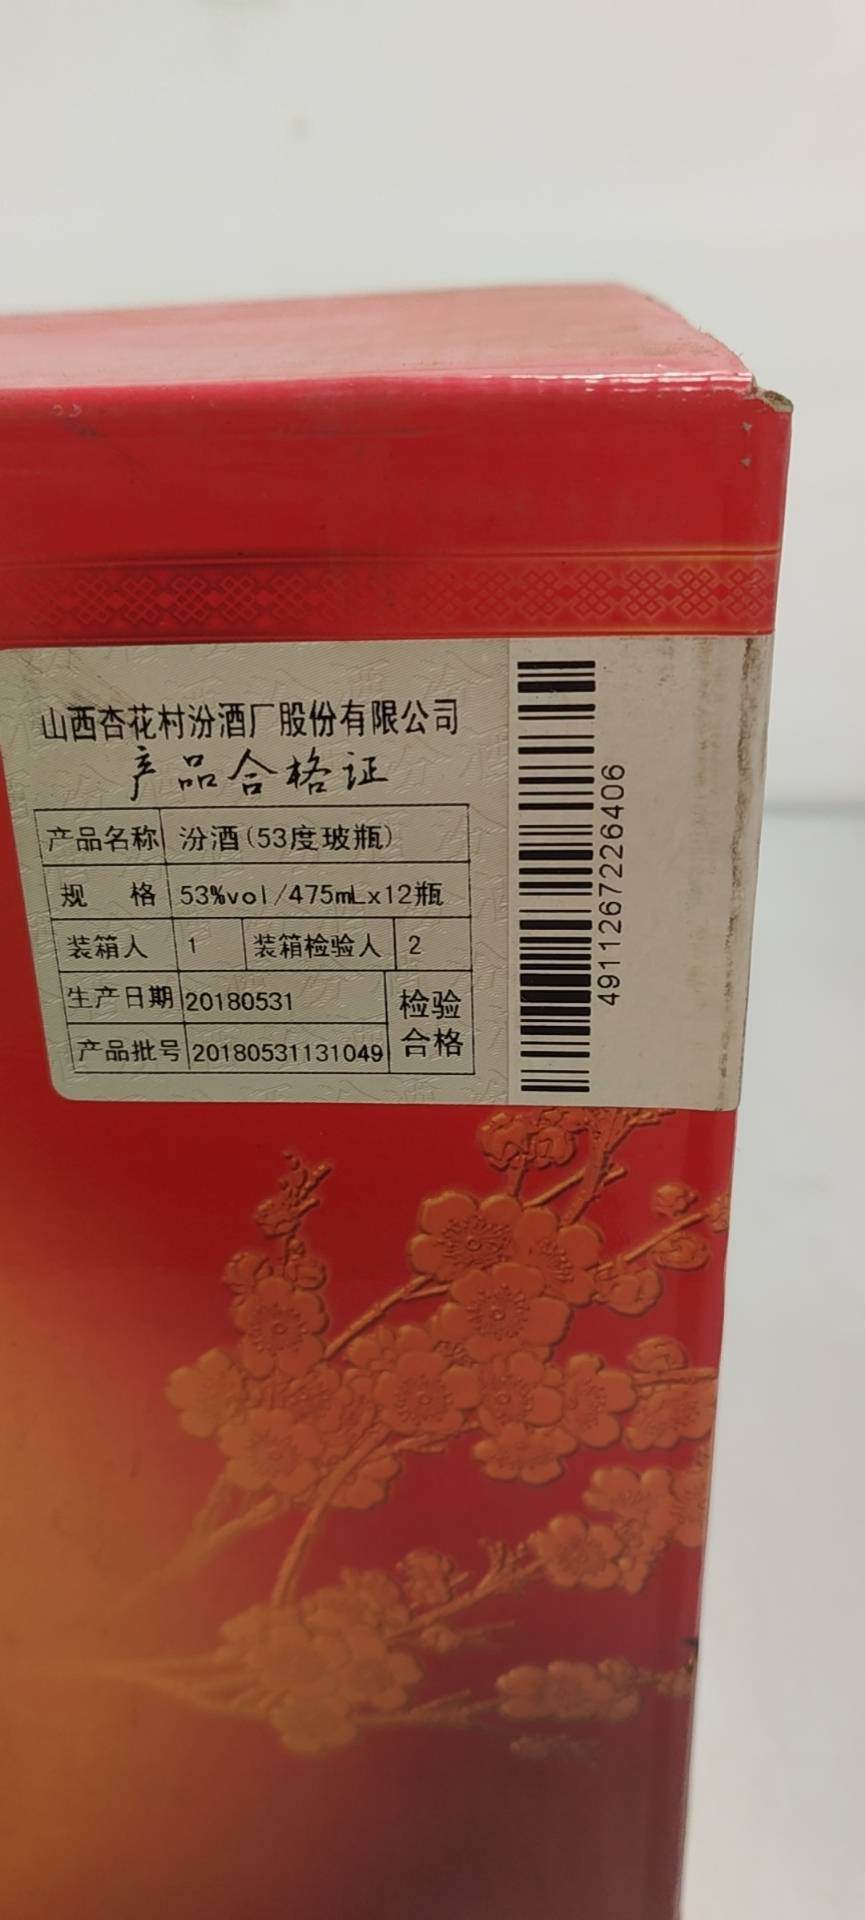 山西杏花村汾酒厂股份有限公司
产品合格证
产品名称 汾酒(53度玻瓶)
规 格 53%vol/475mLx12瓶
装箱人 1 装箱检验人 2
生产日期 20180531 检验
产品批号 20180531131049 合格
4911267226406